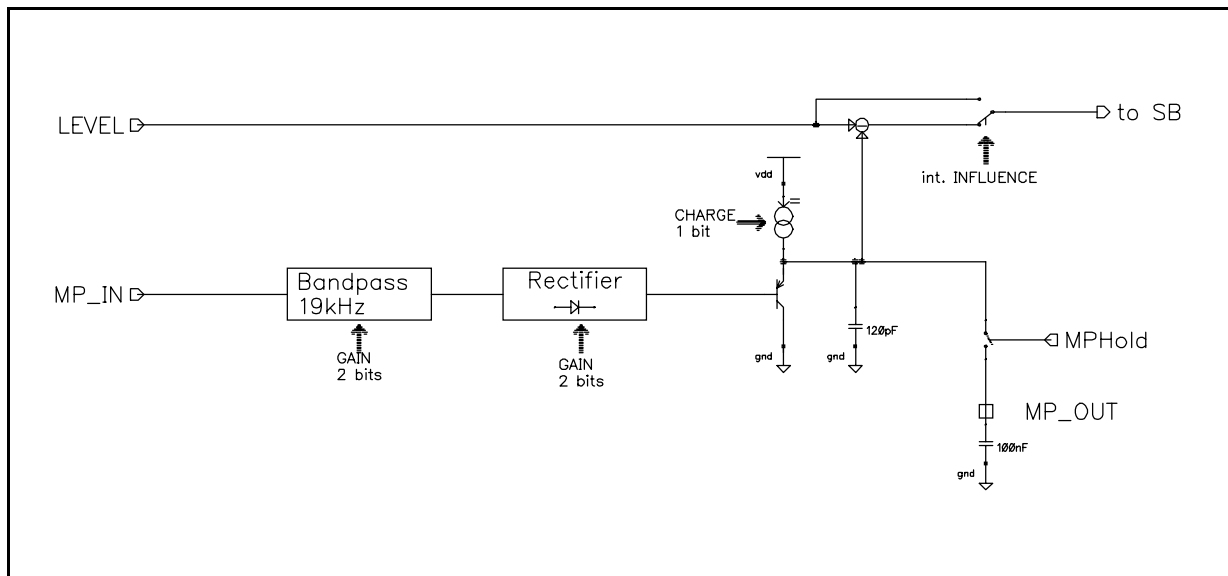 LEVEL
to SB
vdd
int. INFLUENCE
CHARGE
1 bit
Bandpass
19kHz
Rectifier
MP_IN
GAIN
2 bits
GAIN
2 bits
gnd
120pF
gnd
MPHold
MP_OUT
100nF
gnd